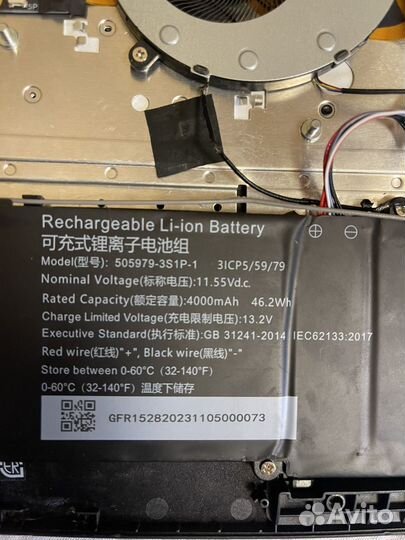 Rechargeable Li-ion Battery
可充式锂离子电池组
Model(型号): 505979-3S1P-1 3ICP5/59/79
Nominal Voltage(标称电压): 11.55Vd.c.
Rated Capacity(额定容量):4000mAh 46.2Wh
Charge Limited Voltage(充电限制电压):13.2V
Executive Standard(执行标准):GB 31241-2014 IEC62133:2017
Red wire(红线)"+", Black wire(黑线)"-"
Store between 0-60°C（32-140°F）
0-60°C（32-140°F）温度下储存
GFR152820231105000073
Avito